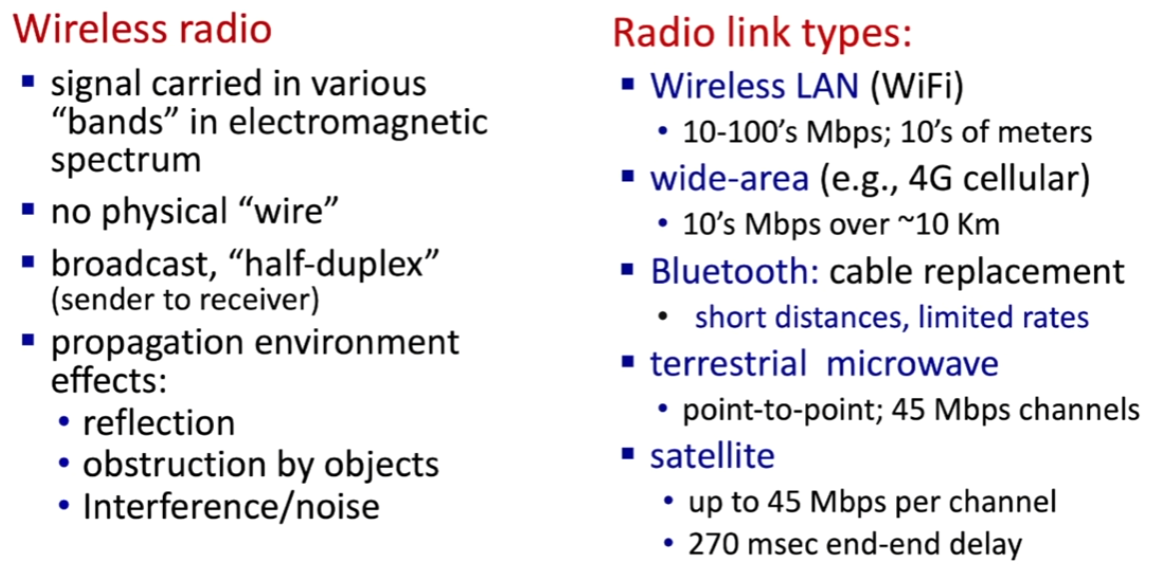 Wireless radio
▪ signal carried in various
“bands” in electromagnetic
spectrum
▪ no physical “wire”
▪ broadcast, “half-duplex”
(sender to receiver)
▪ propagation environment
effects:
• reflection
• obstruction by objects
• Interference/noise
Radio link types:
▪ Wireless LAN (WiFi)
• 10-100’s Mbps; 10’s of meters
▪ wide-area (e.g., 4G cellular)
• 10’s Mbps over ~10 Km
▪ Bluetooth: cable replacement
• short distances, limited rates
▪ terrestrial microwave
• point-to-point; 45 Mbps channels
▪ satellite
• up to 45 Mbps per channel
• 270 msec end-end delay